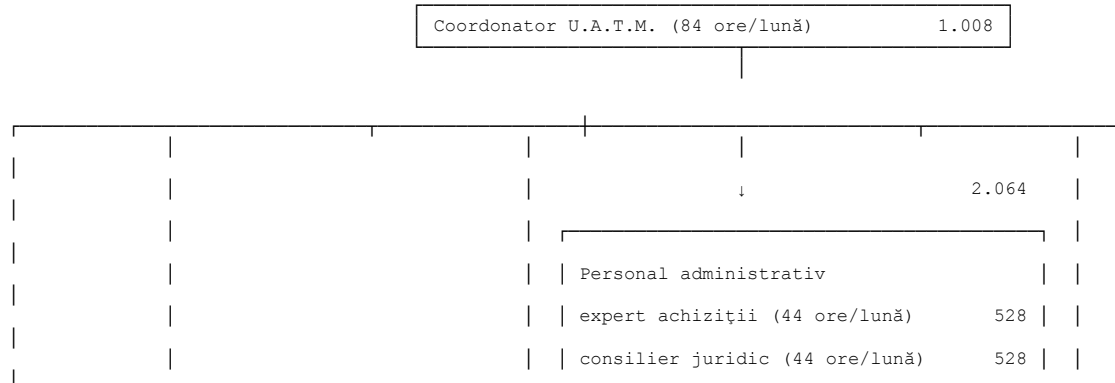 Coordonator U.A.T.M. (84 ore/lună) 1.008
↓ 2.064
Personal administrativ
expert achiziţii (44 ore/lună) 528
consilier juridic (44 ore/lună) 528